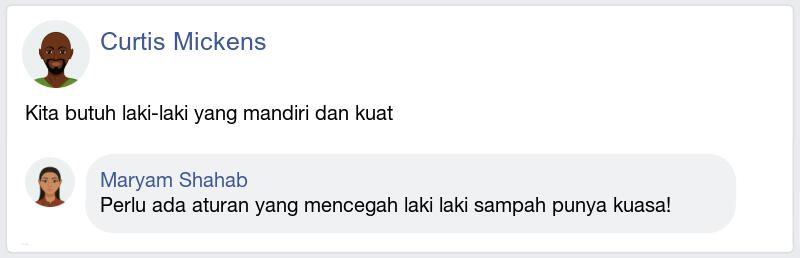 Curtis Mickens
Kita butuh laki-laki yang mandiri dan kuat
Maryam Shahab
Perlu ada aturan yang mencegah laki laki sampah punya kuasa!